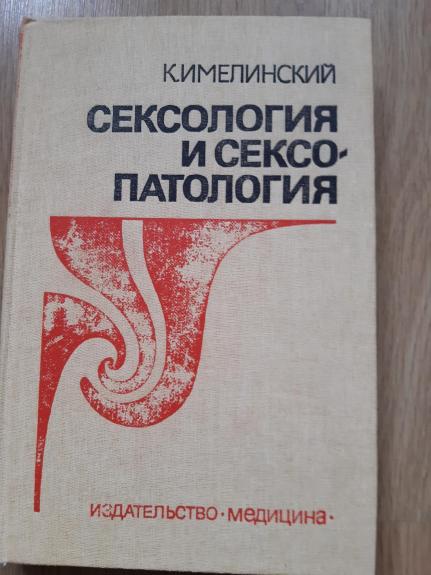 К.ИМЕЛИНСКИЙ
СЕКСОЛОГИЯ
И СЕКСО-
ПАТОЛОГИЯ
ИЗДАТЕЛЬСТВО·МЕДИЦИНА·